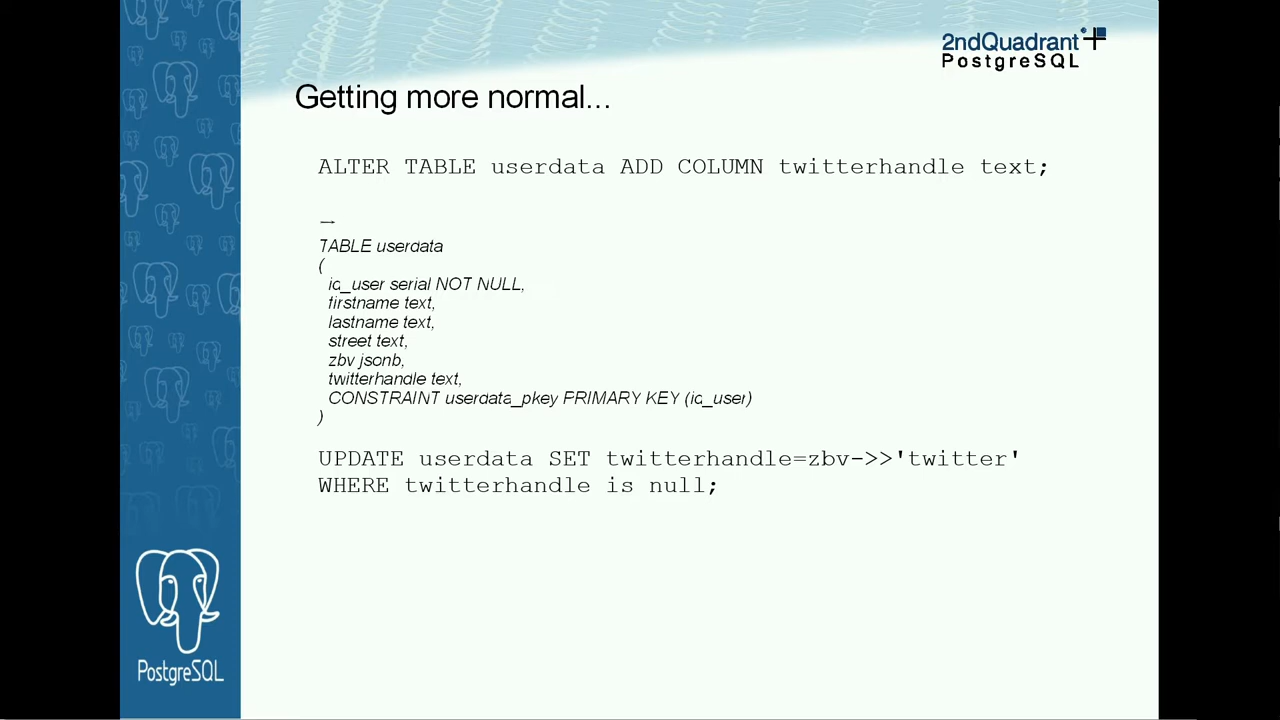 2ndQuadrant
PostgreSQL
Getting more normal...
ALTER TABLE userdata ADD COLUMN twitterhandle text;
—
TABLE userdata
(
id_user serial NOT NULL,
firstname text,
lastname text,
street text,
zbv jsonb,
twitterhandle text,
CONSTRAINT userdata_pkey PRIMARY KEY (id_user)
)
UPDATE userdata SET twitterhandle=zbv->>'twitter'
WHERE twitterhandle is null;
PostgreSQL